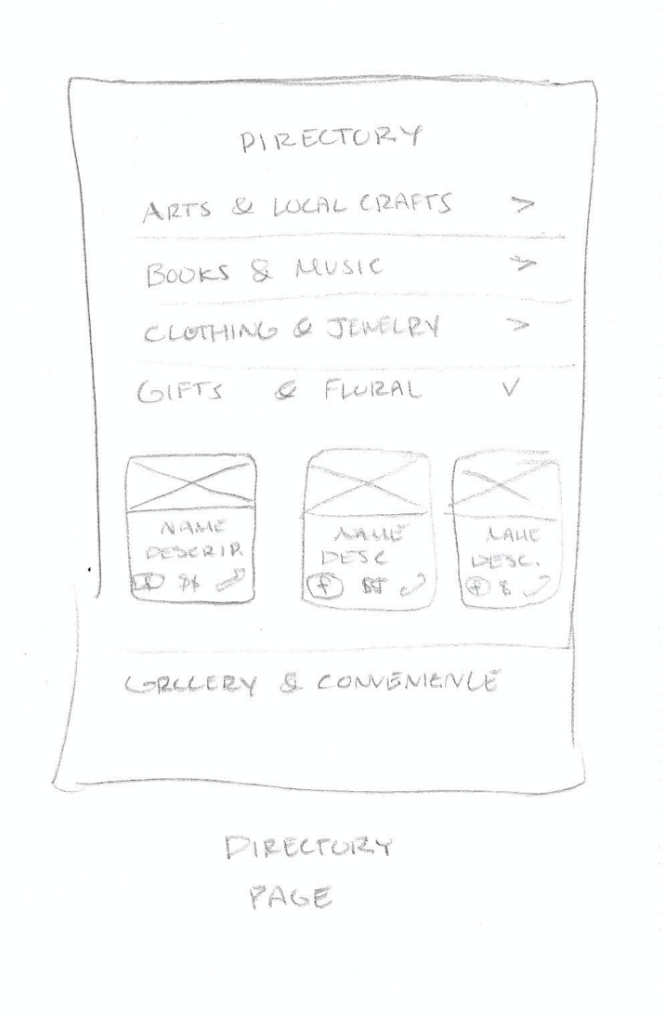 DIRECTORY
ARTS & LOCAL CRAFTS >
BOOKS & MUSIC >
CLOTHING & JEWELRY >
GIFTS & FLORAL V
NAME
DESCRIP.
NAME
DESC
NAME
DESC.
$
& CONVENIENCE
DIRECTORY
PAGE